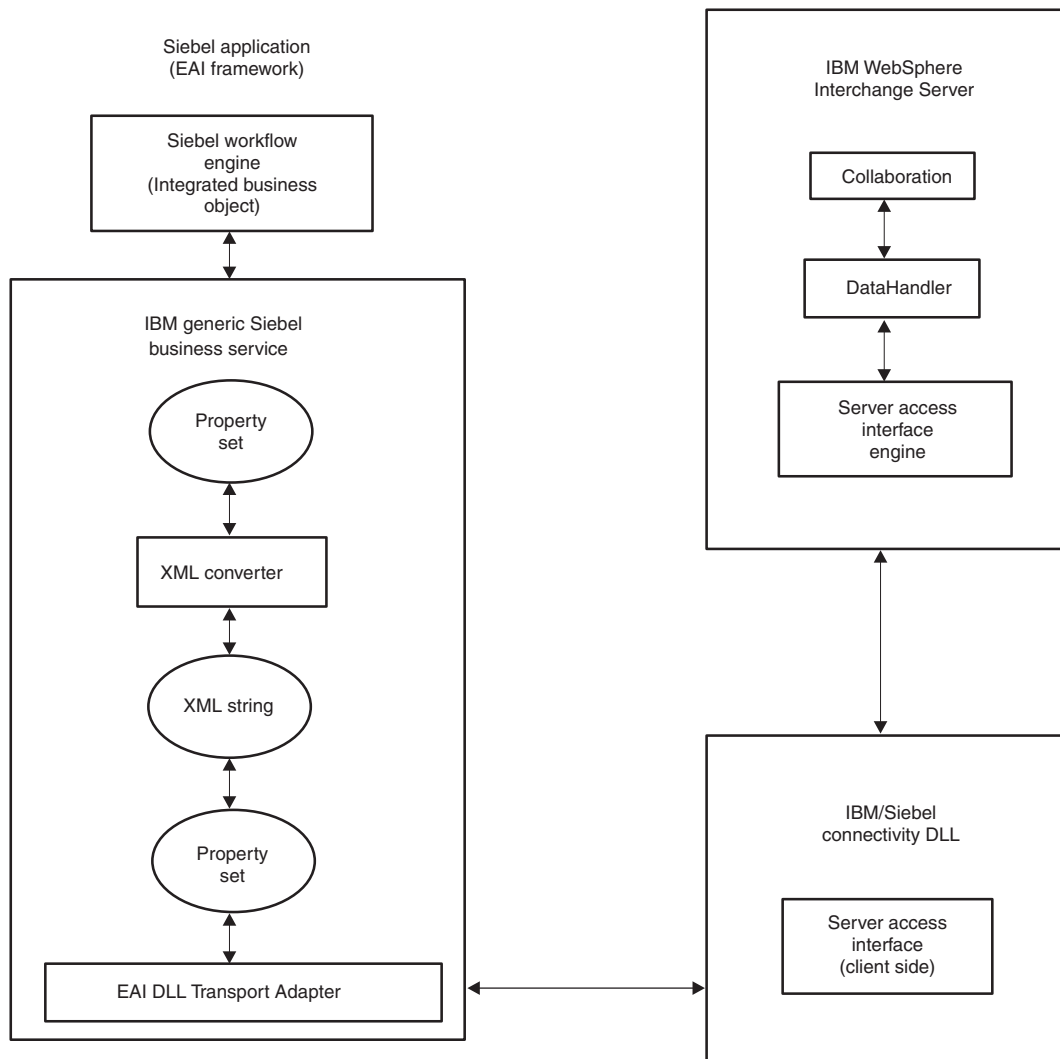 Siebel application
(EAI framework)
Siebel workflow
engine
(Integrated business
object)
IBM generic Siebel
business service
Property
set
XML converter
XML string
Property
set
EAI DLL Transport Adapter
IBM WebSphere
Interchange Server
Collaboration
DataHandler
Server access
interface
engine
IBM/Siebel
connectivity DLL
Server access
interface
(client side)